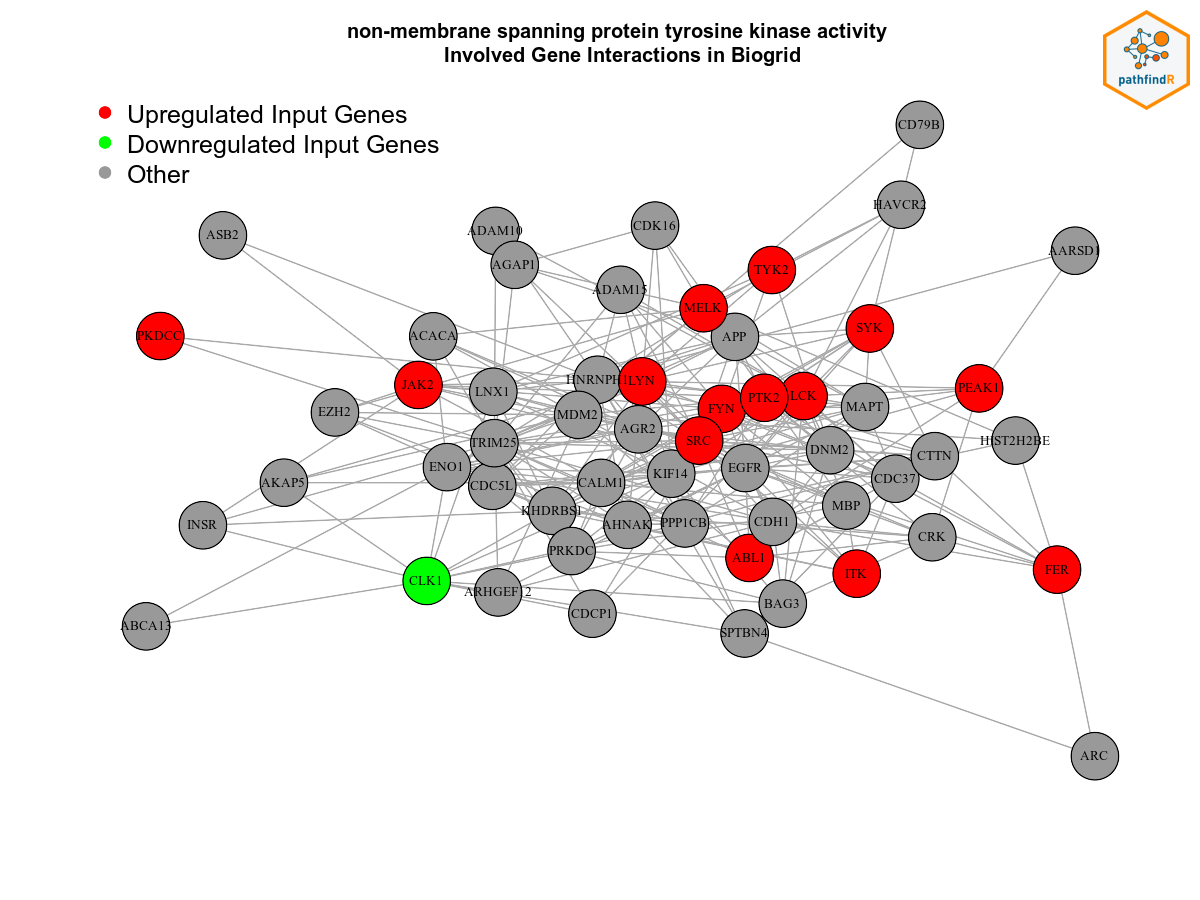 non-membrane spanning protein tyrosine kinase activity
Involved Gene Interactions in Biogrid
pathfindR
Upregulated Input Genes
Downregulated Input Genes
Other
CD79B
HAVCR2
ASB2
ADAM10
CDK16
AGAP1
AARSD1
TYK2
ADAM15
MELK
SYK
PKDCC
ACACA
APP
JAK2
LNX1
HNRNPH1
LYN
PEAK1
EZH2
MDM2
FYN
PTK2
LCK
MAPT
AGR2
SRC
HIST2H2BE
TRIM25
DNM2
CTTN
ENO1
KIF14
EGFR
CDC37
AKAP5
CDC5L
CALM1
MBP
INSR
KHDRBS1
AHNAK
PPP1CB
CDH1
CRK
PRKDC
ABL1
ITK
FER
CLK1
ARHGEF12
BAG3
CDCP1
ABCA13
SPTBN4
ARC